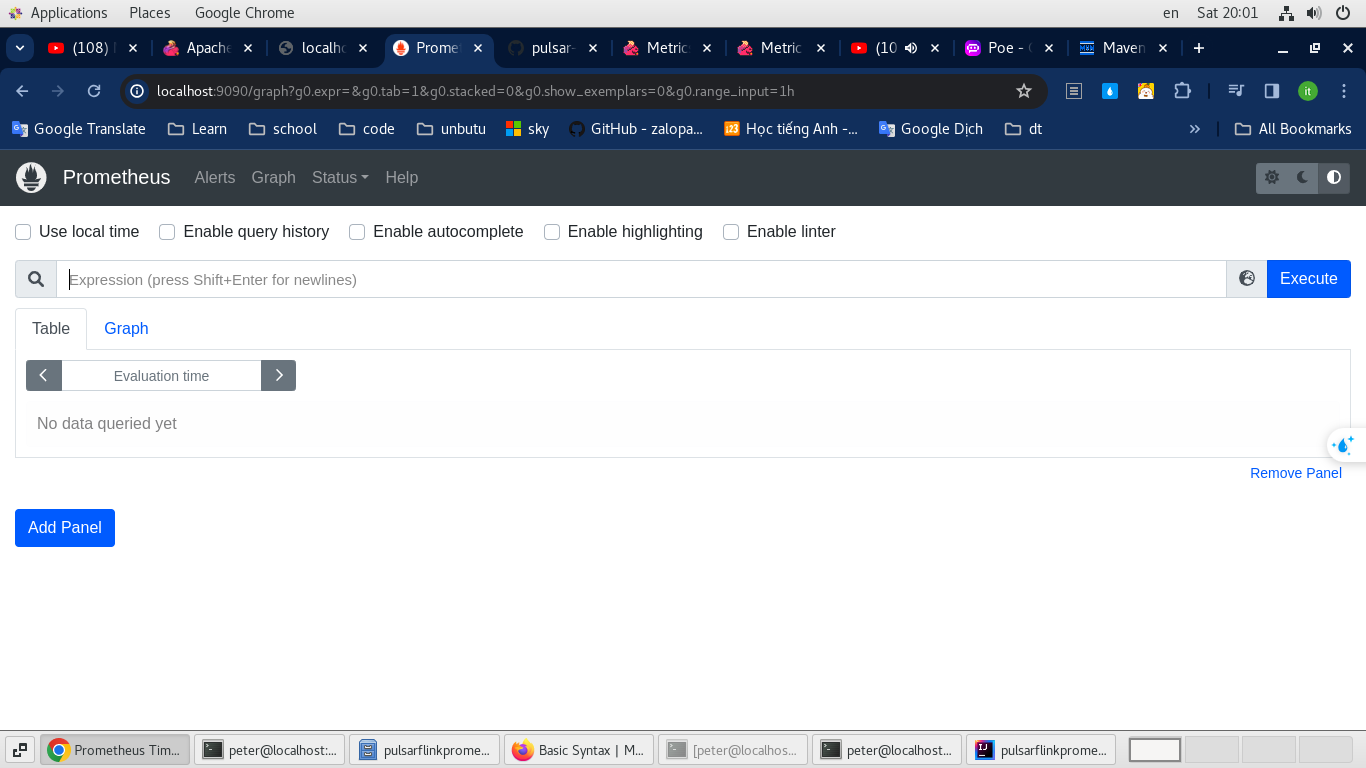 Applications Places Google Chrome en Sat 20:01
(108) Apache localho Prome pulsar- Metric Metric (10 Poe - Maven
localhost:9090/graph?g0.expr=&g0.tab=1&g0.stacked=0&g0.show_exemplars=0&g0.range_input=1h it
Google Translate Learn school code unbutu sky GitHub - zalopa... Học tiếng Anh -... Google Dịch dt » All Bookmarks
Prometheus Alerts Graph Status Help
Use local time Enable query history Enable autocomplete Enable highlighting Enable linter
Expression (press Shift+Enter for newlines) Execute
Table Graph
Evaluation time
No data queried yet
Remove Panel
Add Panel
Prometheus Tim... peter@localhost:... pulsarflinkprome... Basic Syntax | M... [peter@localhos... peter@localhost... pulsarflinkprome...